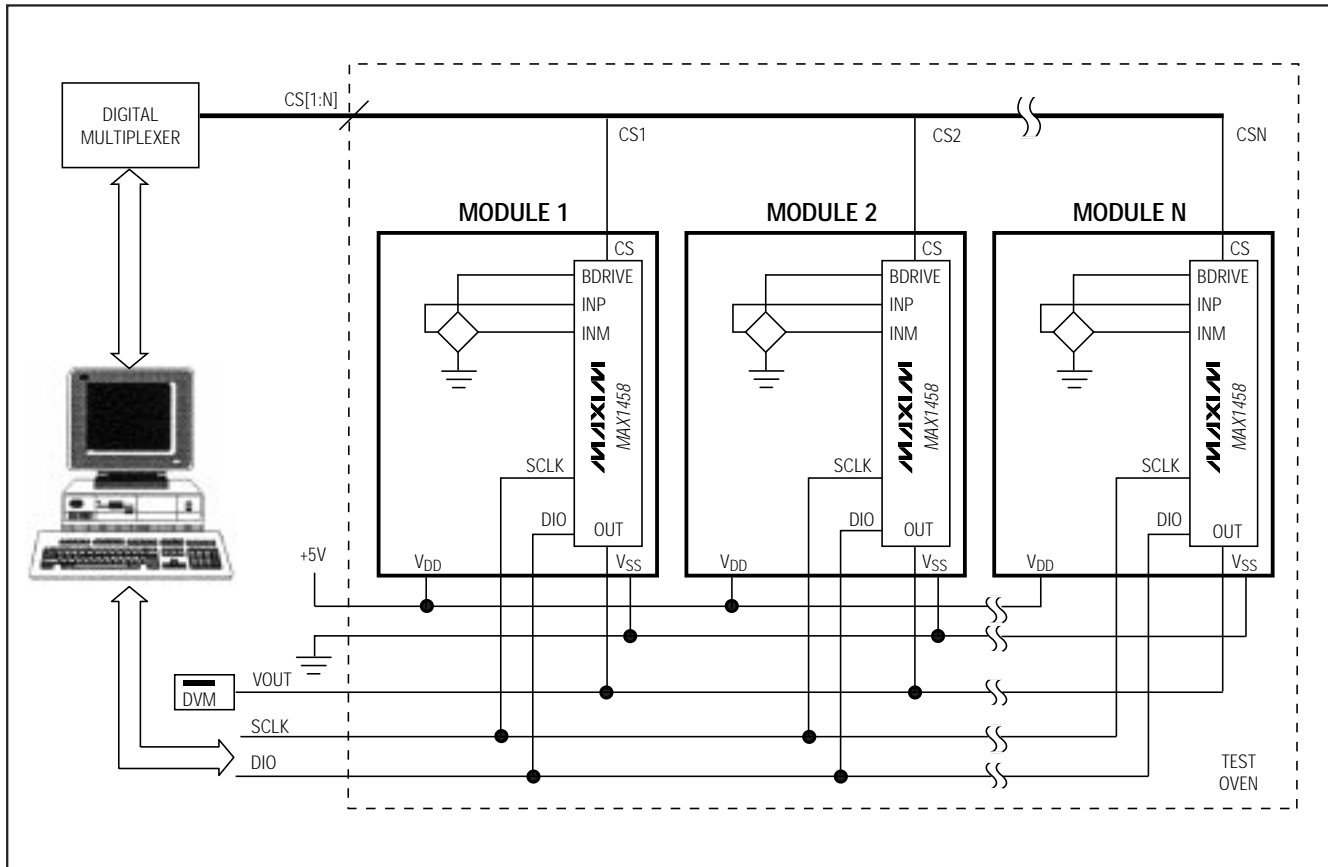 DIGITAL
MULTIPLEXER
CS[1:N]
CS1
CS2
CSN
MODULE 1
MODULE 2
MODULE N
CS
BDRIVE
INP
INM
MAXIM
MAX1458
SCLK
DIO
OUT
VDD
VSS
CS
BDRIVE
INP
INM
MAXIM
MAX1458
SCLK
DIO
OUT
VDD
VSS
CS
BDRIVE
INP
INM
MAXIM
MAX1458
SCLK
DIO
OUT
VDD
VSS
+5V
VOUT
DVM
SCLK
DIO
TEST
OVEN